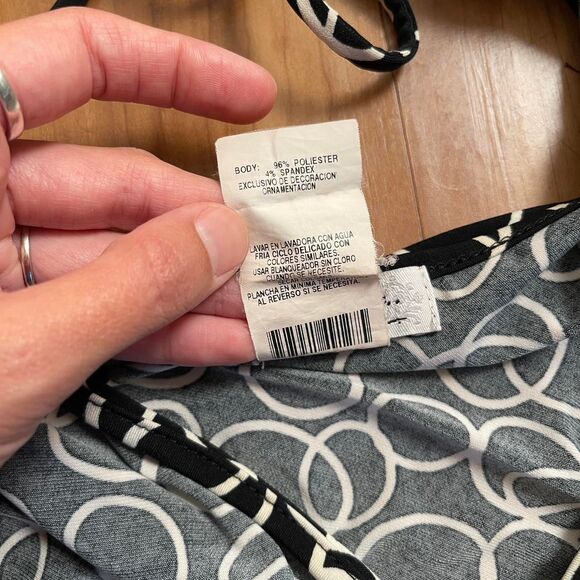 BODY: 96% POLIESTER
4% SPANDEX
EXCLUSIVO DE DECORACION
ORNAMENTACION
LAVAR EN LAVADORA CON AGUA
FRIA CICLO DELICADO CON
COLORES SIMILARES.
USAR BLANQUEADOR SIN CLORO
CUANDO SE NECESITE.
PLANCHA EN MINIMA TEMPERA
AL REVERSO SI SE NECESITA.